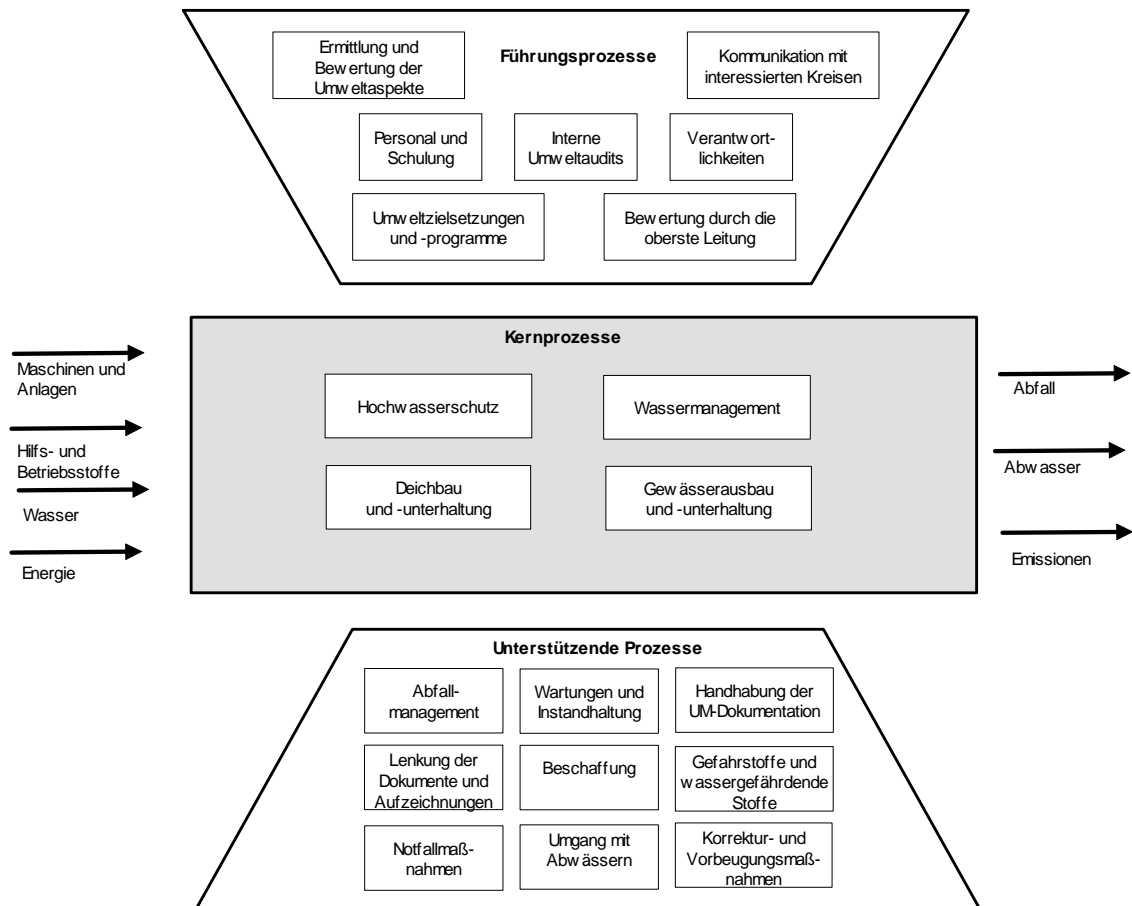 Ermittlung und
Bewertung der
Umweltaspekte
Führungsprozesse
Kommunikation mit
interessierten Kreisen
Personal und
Schulung
Interne
Umweltaudits
Verantwort-
lichkeiten
Umweltzielsetzungen
und -programme
Bewertung durch die
oberste Leitung
Kernprozesse
Maschinen und
Anlagen
Hilfs- und
Betriebsstoffe
Wasser
Energie
Hochwasserschutz
Wassermanagement
Deichbau
und -unterhaltung
Gewässerausbau
und -unterhaltung
Abfall
Abwasser
Emissionen
Unterstützende Prozesse
Abfall-
management
Wartungen und
Instandhaltung
Handhabung der
UM-Dokumentation
Lenkung der
Dokumente und
Aufzeichnungen
Beschaffung
Gefahrstoffe und
wassergefährdende
Stoffe
Notfallmaß-
nahmen
Umgang mit
Abwässern
Korrektur- und
Vorbeugungsmaß-
nahmen